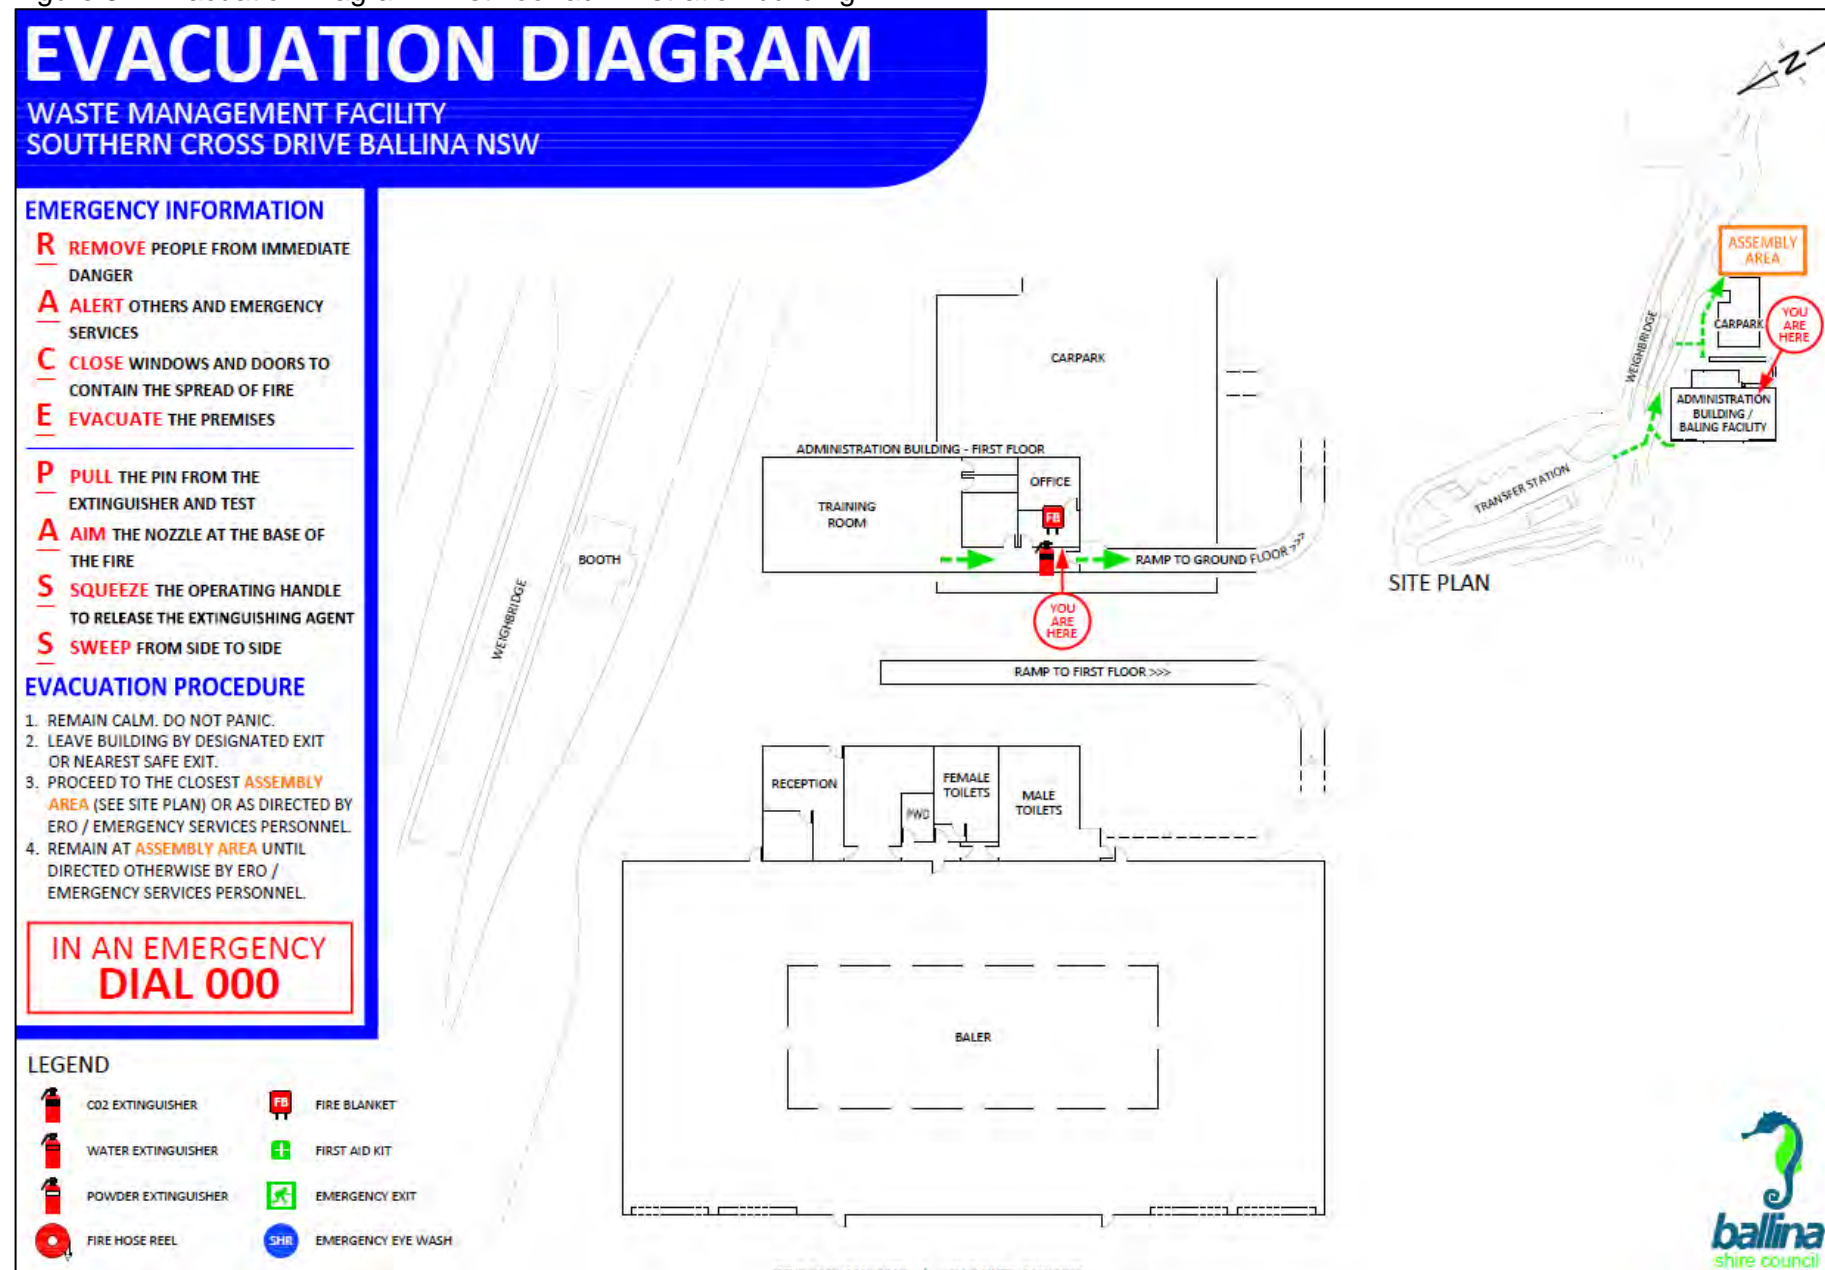 EVACUATION DIAGRAM
WASTE MANAGEMENT FACILITY
SOUTHERN CROSS DRIVE BALLINA NSW
EMERGENCY INFORMATION
R REMOVE PEOPLE FROM IMMEDIATE
DANGER
A ALERT OTHERS AND EMERGENCY
SERVICES
C CLOSE WINDOWS AND DOORS TO
CONTAIN THE SPREAD OF FIRE
E EVACUATE THE PREMISES
P PULL THE PIN FROM THE
EXTINGUISHER AND TEST
A AIM THE NOZZLE AT THE BASE OF
THE FIRE
S SQUEEZE THE OPERATING HANDLE
TO RELEASE THE EXTINGUISHING AGENT
S SWEEP FROM SIDE TO SIDE
EVACUATION PROCEDURE
1. REMAIN CALM. DO NOT PANIC.
2. LEAVE BUILDING BY DESIGNATED EXIT
OR NEAREST SAFE EXIT.
3. PROCEED TO THE CLOSEST ASSEMBLY
AREA (SEE SITE PLAN) OR AS DIRECTED BY
ERO / EMERGENCY SERVICES PERSONNEL.
4. REMAIN AT ASSEMBLY AREA UNTIL
DIRECTED OTHERWISE BY ERO /
EMERGENCY SERVICES PERSONNEL.
IN AN EMERGENCY
DIAL 000
LEGEND
CO2 EXTINGUISHER
WATER EXTINGUISHER
POWDER EXTINGUISHER
FIRE HOSE REEL
FB FIRE BLANKET
FIRST AID KIT
EMERGENCY EXIT
SHR EMERGENCY EYE WASH
WEIGHBRIDGE
BOOTH
CARPARK
ADMINISTRATION BUILDING - FIRST FLOOR
TRAINING
ROOM
OFFICE
FB
RAMP TO GROUND FLOOR >>>
YOU
ARE
HERE
RAMP TO FIRST FLOOR >>>
RECEPTION
PWD
FEMALE
TOILETS
MALE
TOILETS
BALER
N
ASSEMBLY
AREA
CARPARK
YOU
ARE
HERE
WEIGHBRIDGE
ADMINISTRATION
BUILDING /
BALING FACILITY
TRANSFER STATION
SITE PLAN
ballina
shire council